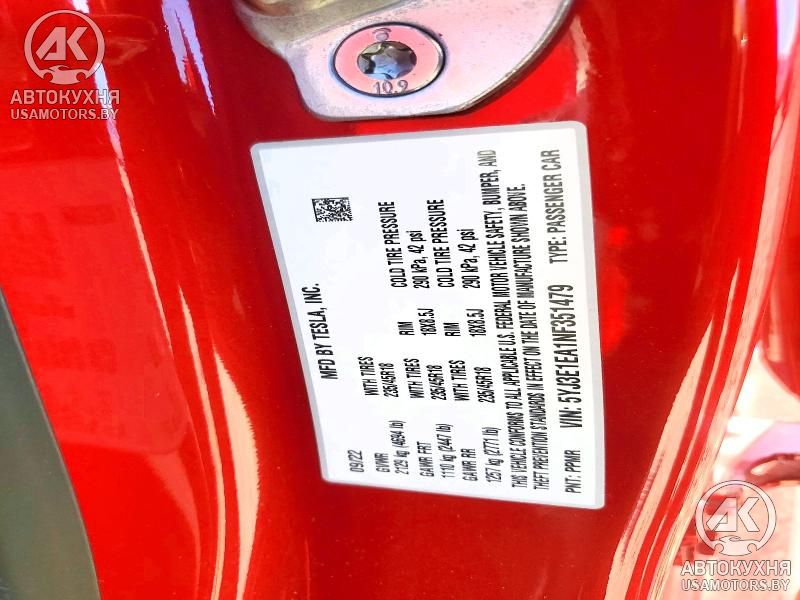 AK
АВТОКУХНЯ
USAMOTORS.BY
10.9
MFD BY TESLA, INC.
09/22
GVWR WITH TIRES RIM COLD TIRE PRESSURE
2129 kg (4694 lb) 235/45R18 18X8.5J 290 kPa, 42 psi
GAWR FRT WITH TIRES RIM COLD TIRE PRESSURE
1110 kg (2447 lb) 235/45R18 18X8.5J 290 kPa, 42 psi
GAWR RR WITH TIRES RIM COLD TIRE PRESSURE
1257 kg (2771 lb) 235/45R18 18X8.5J 290 kPa, 42 psi
THIS VEHICLE CONFORMS TO ALL APPLICABLE U.S. FEDERAL MOTOR VEHICLE SAFETY, BUMPER, AND
THEFT PREVENTION STANDARDS IN EFFECT ON THE DATE OF MANUFACTURE SHOWN ABOVE.
PNT: PPMR VIN: 5YJ3E1EA1NF351479 TYPE: PASSENGER CAR
AK
АВТОКУХНЯ
USAMOTORS.BY